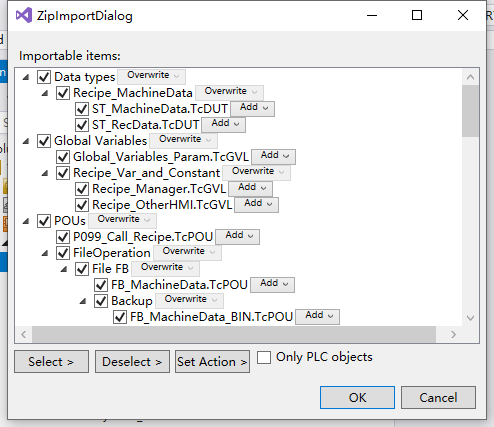 ZipImportDialog
Importable items:
Data types Overwrite
Recipe_MachineData Overwrite
ST_MachineData.TcDUT Add
ST_RecData.TcDUT Add
Global Variables Overwrite
Global_Variables_Param.TcGVL Add
Recipe_Var_and_Constant Overwrite
Recipe_Manager.TcGVL Add
Recipe_OtherHMI.TcGVL Add
POUs Overwrite
P099_Call_Recipe.TcPOU Add
FileOperation Overwrite
File FB Overwrite
FB_MachineData.TcPOU Add
Backup Overwrite
FB_MachineData_BIN.TcPOU Add
Select > Deselect > Set Action > Only PLC objects
OK Cancel